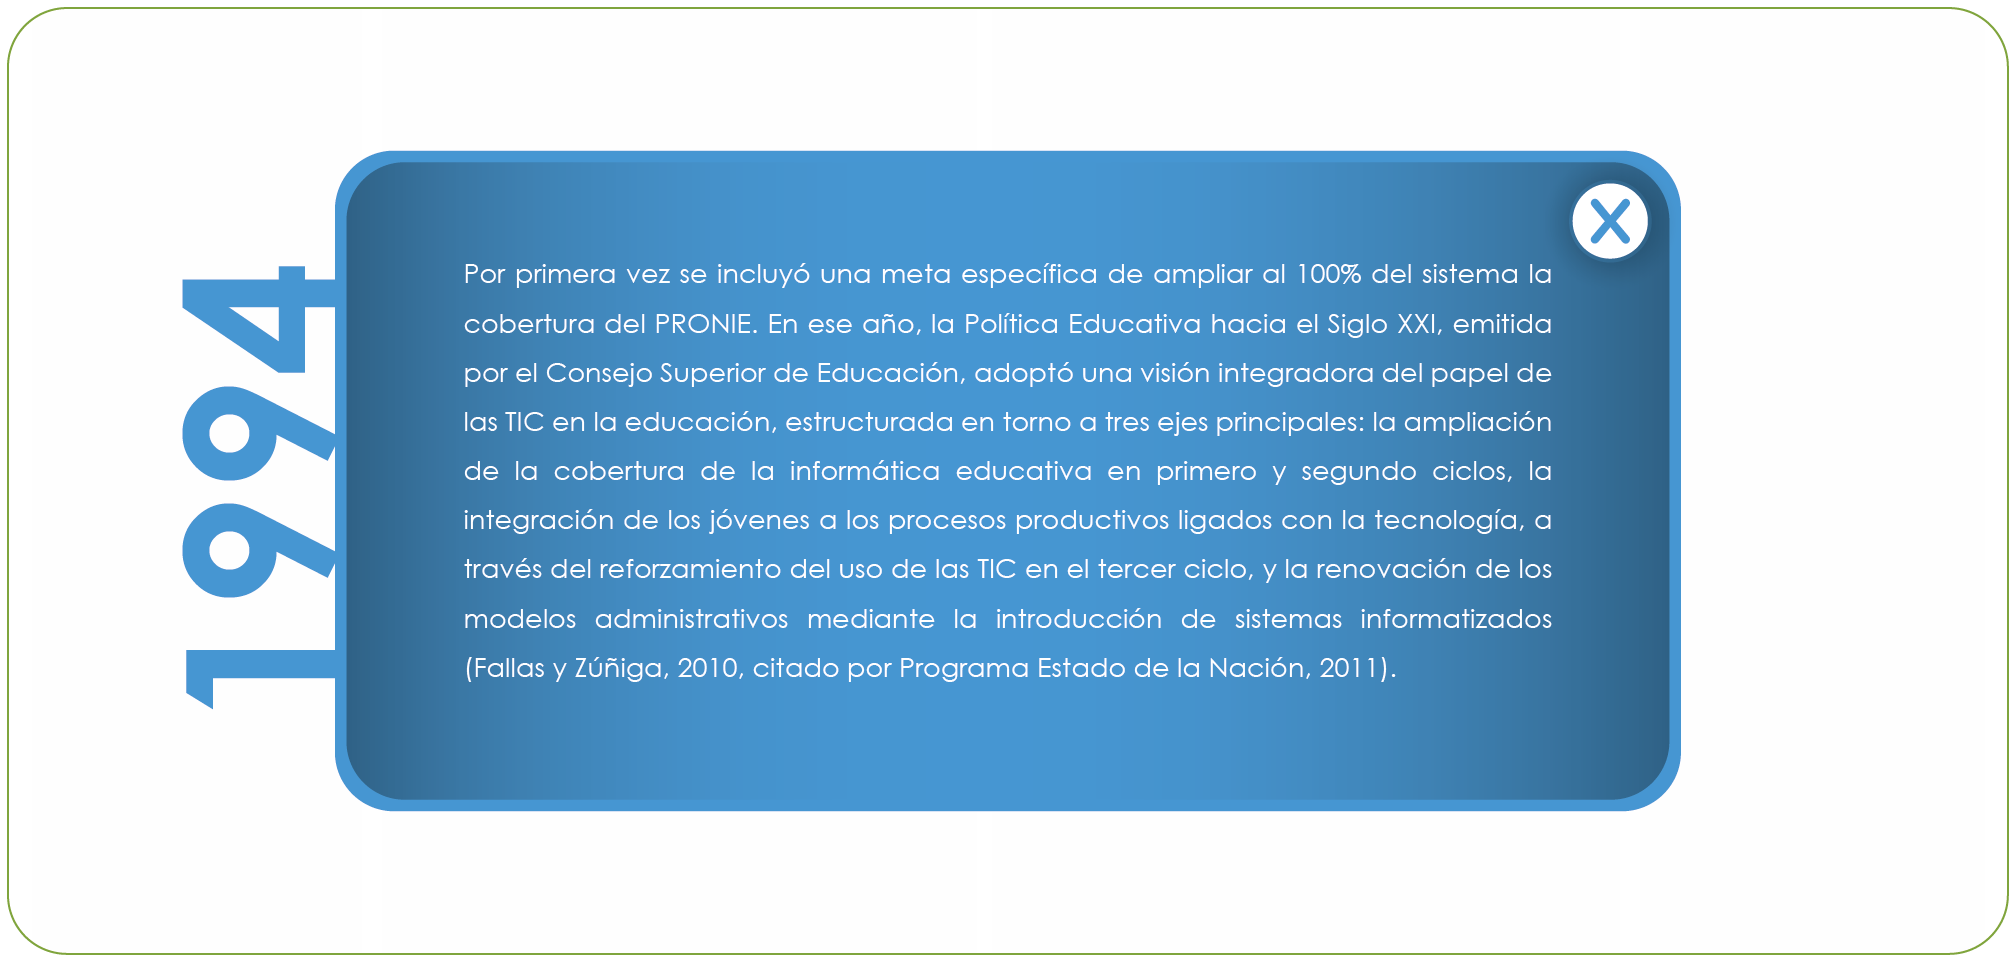 1994
X
Por primera vez se incluyó una meta específica de ampliar al 100% del sistema la
cobertura del PRONIE. En ese año, la Política Educativa hacia el Siglo XXI, emitida
por el Consejo Superior de Educación, adoptó una visión integradora del papel de
las TIC en la educación, estructurada en torno a tres ejes principales: la ampliación
de la cobertura de la informática educativa en primero y segundo ciclos, la
integración de los jóvenes a los procesos productivos ligados con la tecnología, a
través del reforzamiento del uso de las TIC en el tercer ciclo, y la renovación de los
modelos administrativos mediante la introducción de sistemas informatizados
(Fallas y Zúñiga, 2010, citado por Programa Estado de la Nación, 2011).